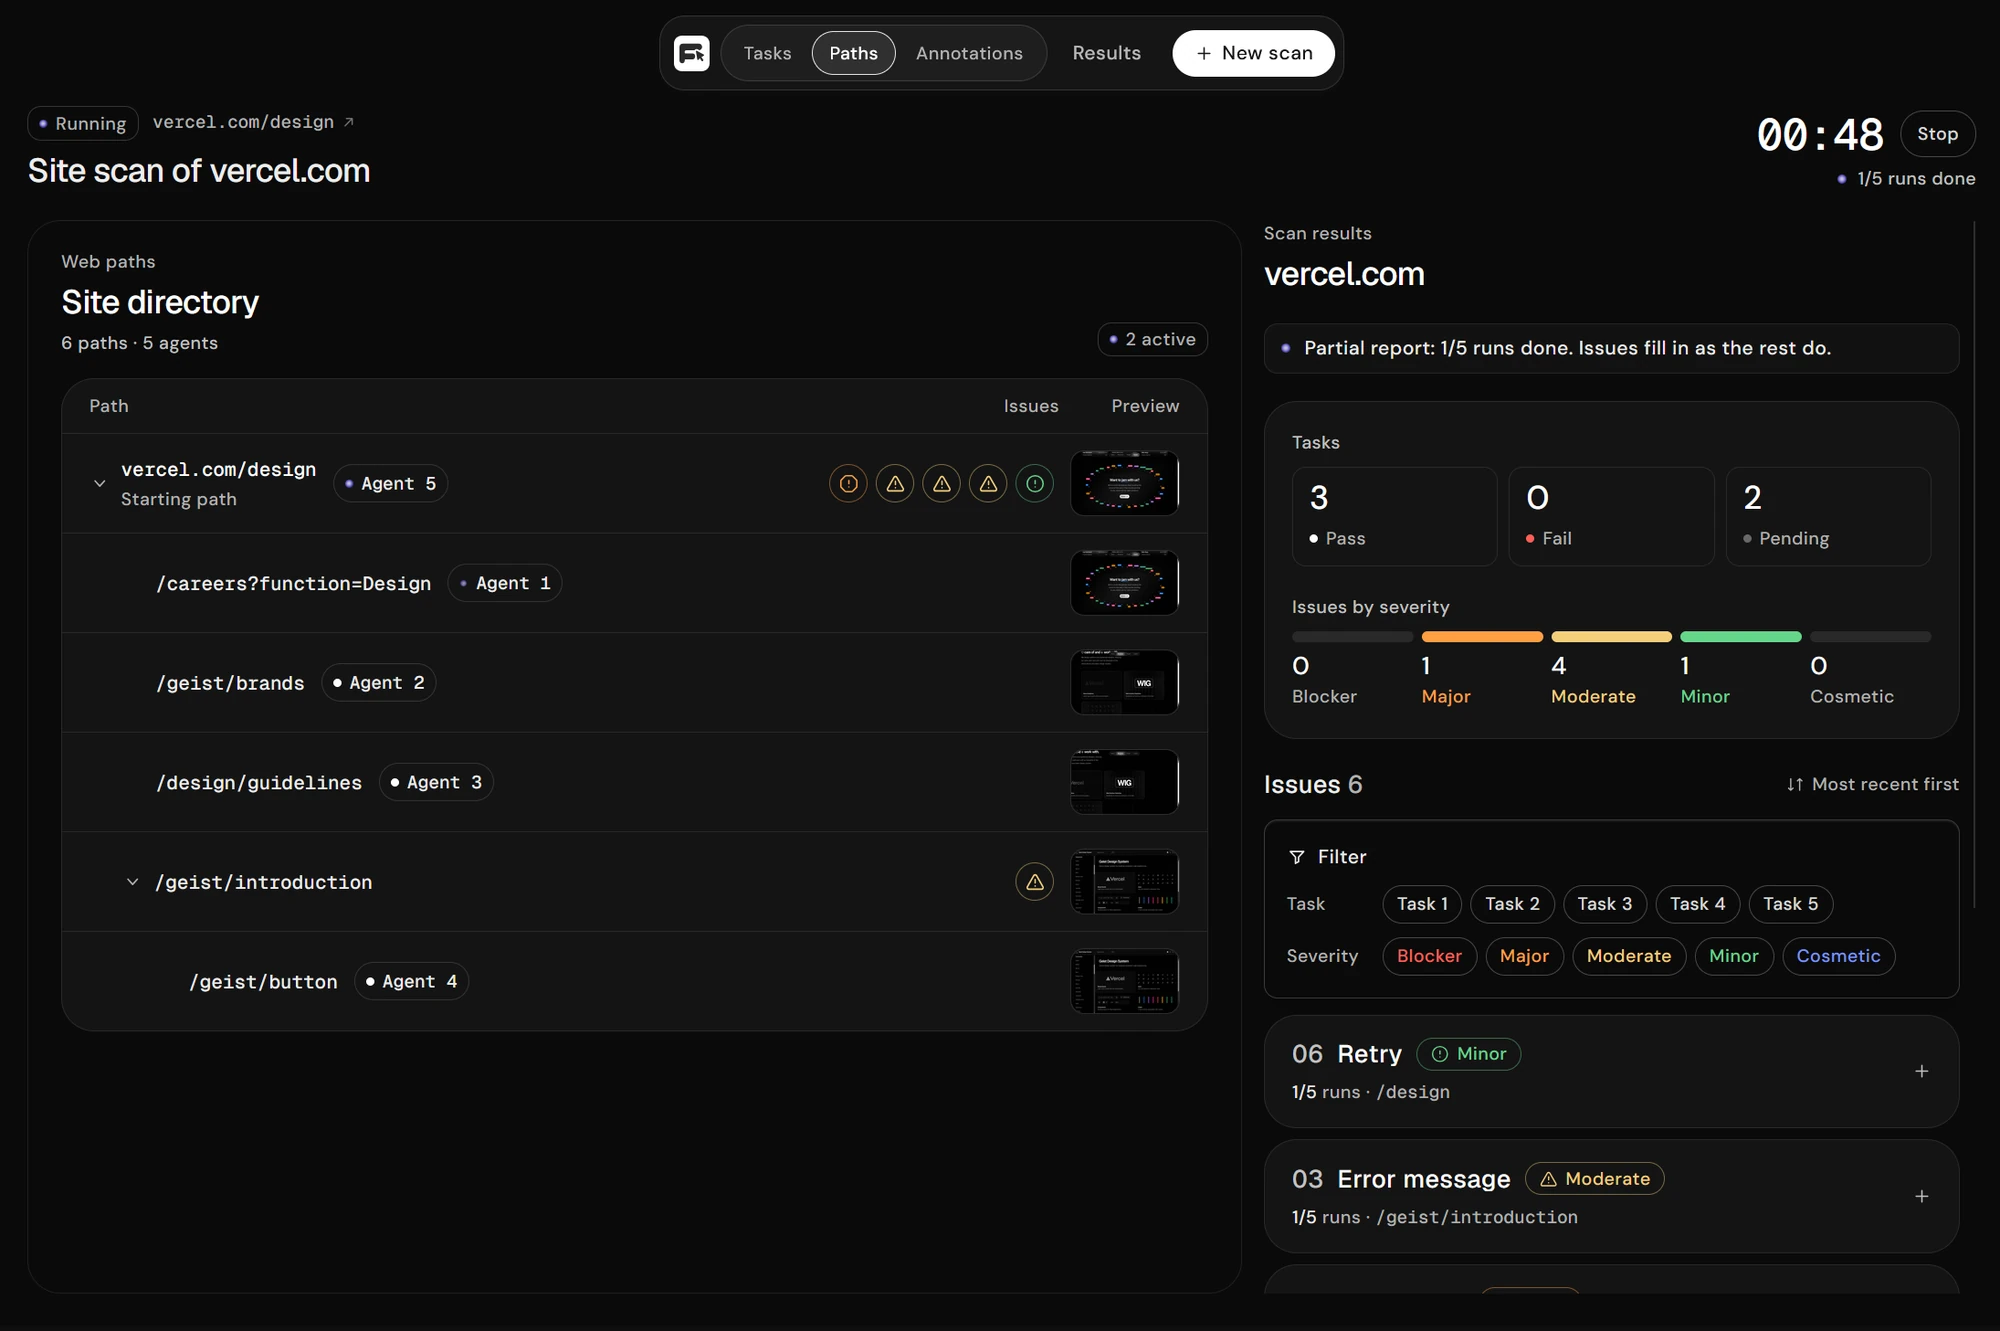 Tasks
Paths
Annotations
Results
New scan
Running
vercel.com/design
Site scan of vercel.com
00:48
Stop
1/5 runs done
Web paths
Site directory
6 paths · 5 agents
2 active
Path
Issues
Preview
vercel.com/design
Starting path
Agent 5
/careers?function=Design
Agent 1
/geist/brands
Agent 2
WIG
/design/guidelines
Agent 3
WIG
/geist/introduction
/geist/button
Agent 4
Scan results
vercel.com
Partial report: 1/5 runs done. Issues fill in as the rest do.
Tasks
3
Pass
0
Fail
2
Pending
Issues by severity
0
Blocker
1
Major
4
Moderate
1
Minor
0
Cosmetic
Issues 6
Most recent first
Filter
Task
Task 1
Task 2
Task 3
Task 4
Task 5
Severity
Blocker
Major
Moderate
Minor
Cosmetic
06 Retry
Minor
1/5 runs · /design
03 Error message
Moderate
1/5 runs · /geist/introduction